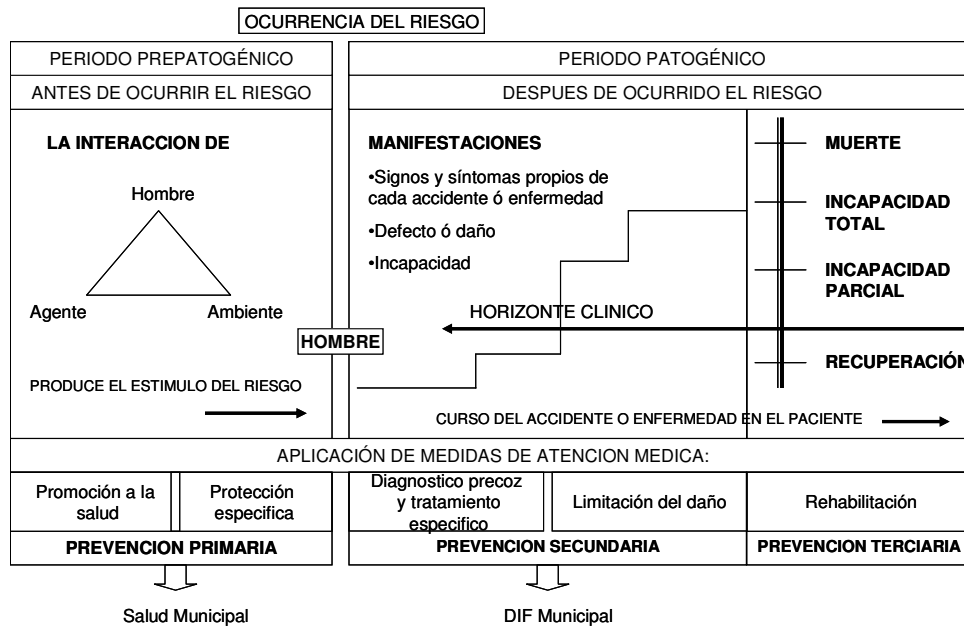 OCURRENCIA DEL RIESGO
PERIODO PREPATOGÉNICO
ANTES DE OCURRIR EL RIESGO
LA INTERACCION DE
Hombre
Agente
Ambiente
HOMBRE
PRODUCE EL ESTIMULO DEL RIESGO
PERIODO PATOGÉNICO
DESPUES DE OCURRIDO EL RIESGO
MANIFESTACIONES
•Signos y síntomas propios de
cada accidente ó enfermedad
•Defecto ó daño
•Incapacidad
HORIZONTE CLINICO
MUERTE
INCAPACIDAD
TOTAL
INCAPACIDAD
PARCIAL
RECUPERACIÓN
CURSO DEL ACCIDENTE O ENFERMEDAD EN EL PACIENTE
APLICACIÓN DE MEDIDAS DE ATENCION MEDICA:
Promoción a la
salud
Protección
especifica
Diagnostico precoz
y tratamiento
especifico
Limitación del daño
Rehabilitación
PREVENCION PRIMARIA
PREVENCION SECUNDARIA
PREVENCION TERCIARIA
Salud Municipal
DIF Municipal